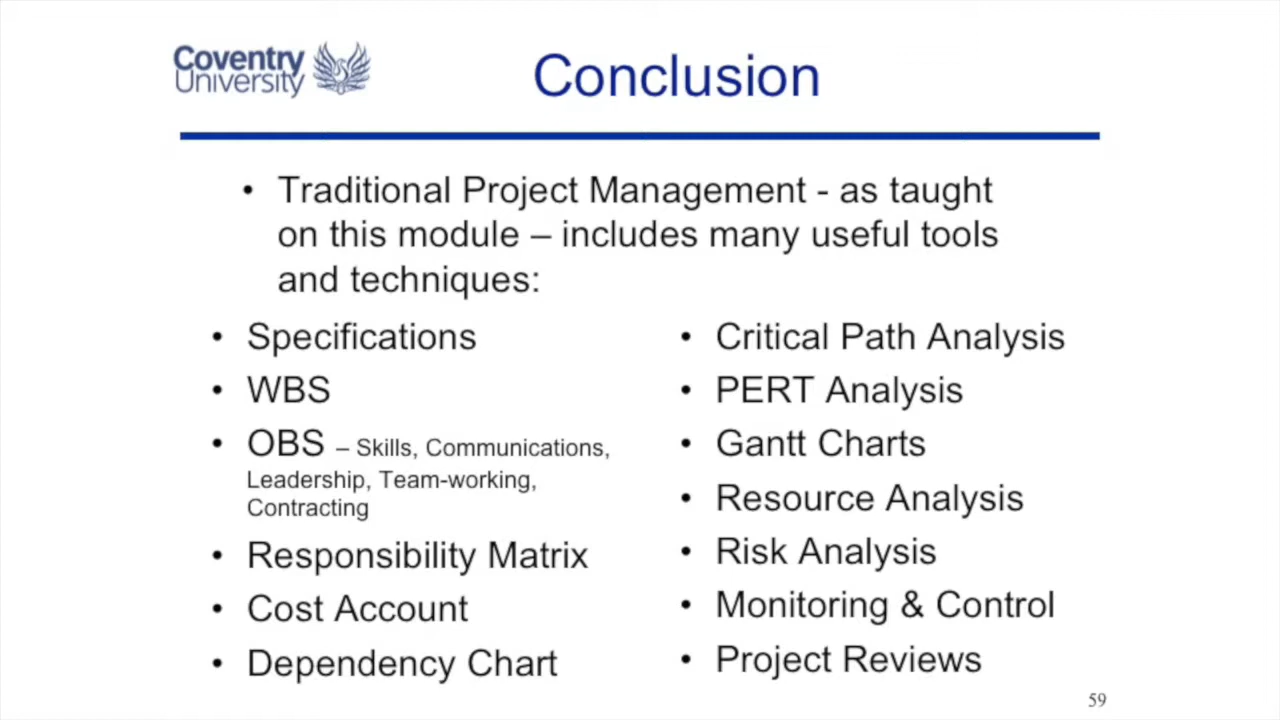 Coventry
University
Conclusion
• Traditional Project Management - as taught
on this module – includes many useful tools
and techniques:
• Specifications
• WBS
• OBS – Skills, Communications,
Leadership, Team-working,
Contracting
• Responsibility Matrix
• Cost Account
• Dependency Chart
• Critical Path Analysis
• PERT Analysis
• Gantt Charts
• Resource Analysis
• Risk Analysis
• Monitoring & Control
• Project Reviews
59